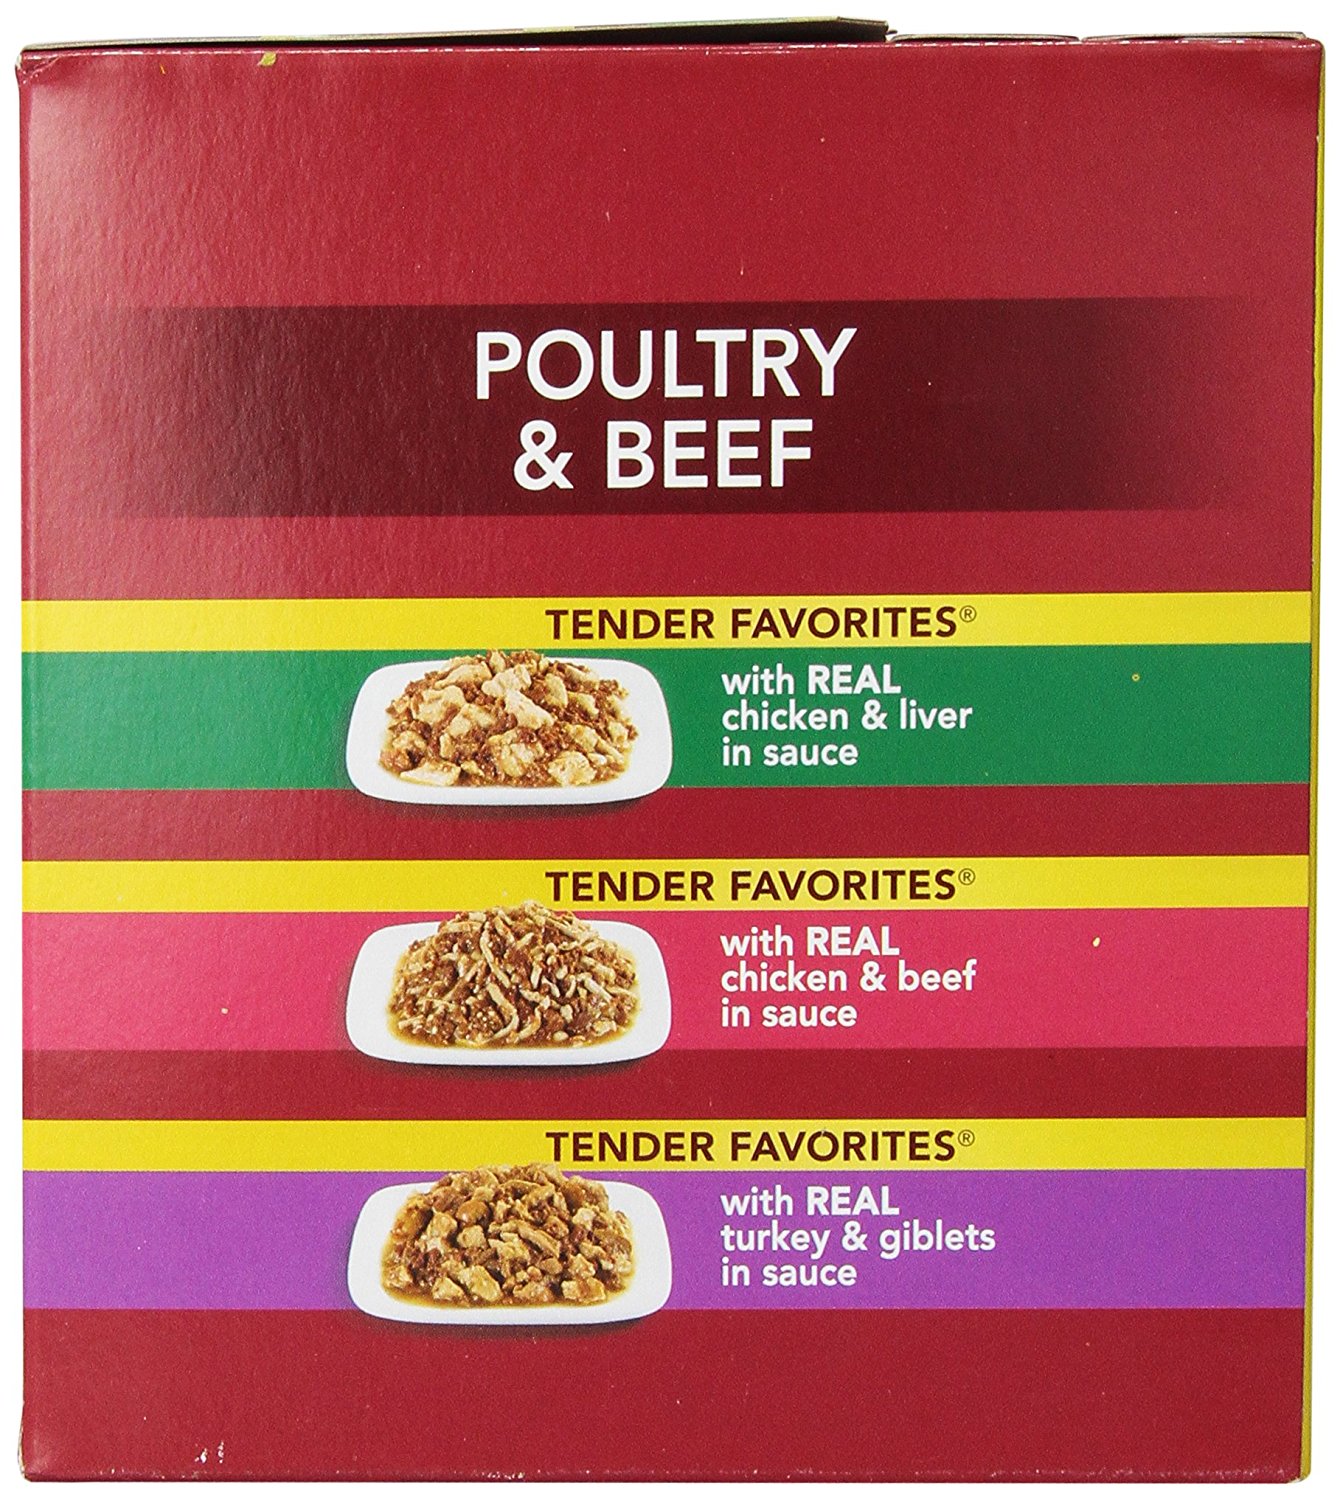 POULTRY
& BEEF
TENDER FAVORITES®
with REAL
chicken & liver
in sauce
TENDER FAVORITES®
with REAL
chicken & beef
in sauce
TENDER FAVORITES®
with REAL
turkey & giblets
in sauce